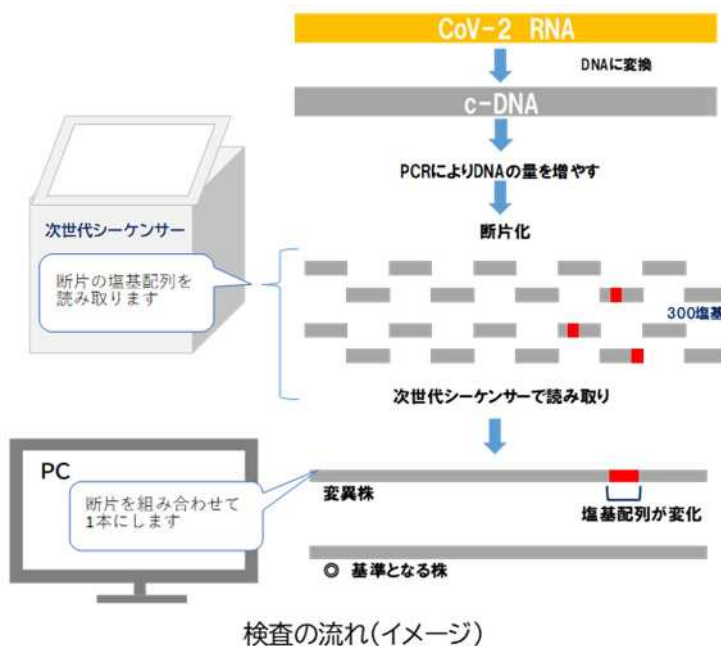 CoV-2 RNA
DNAに変換
c-DNA
PCRによりDNAの量を増やす
断片化
次世代シーケンサー
断片の塩基配列を
読み取ります
300塩基
次世代シーケンサーで読み取り
PC
断片を組み合わせて
1本にします
変異株
塩基配列が変化
◎ 基準となる株
検査の流れ(イメージ)